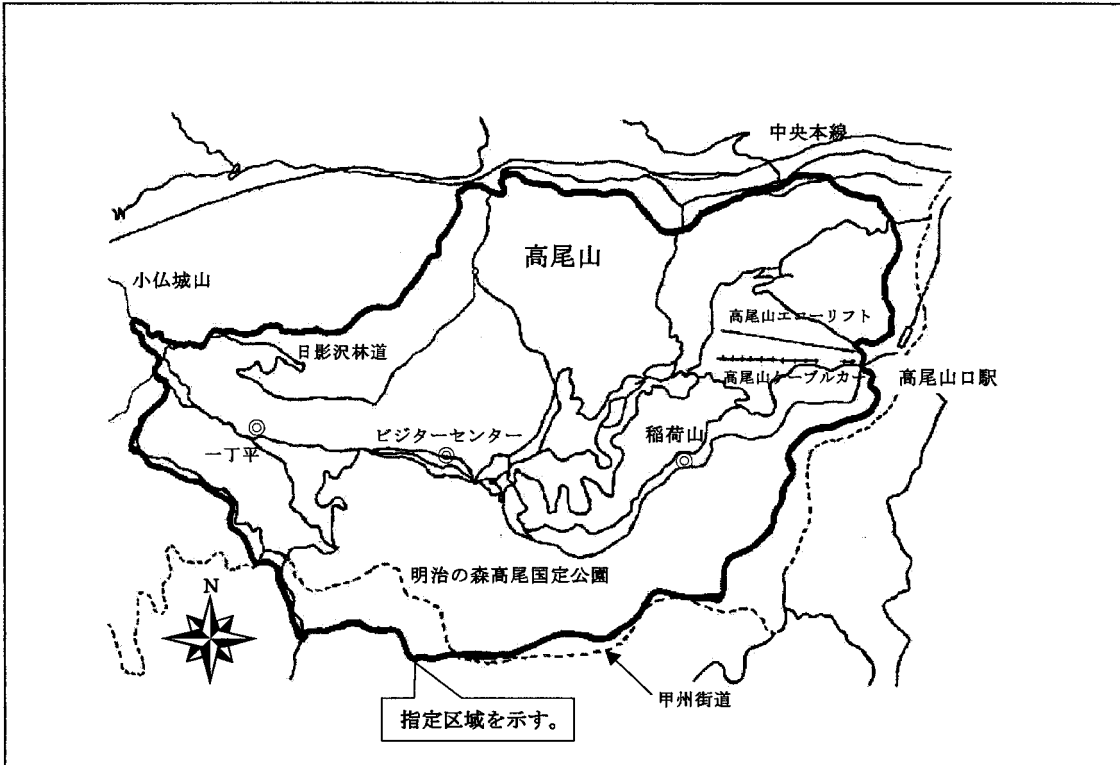 中央本線
高尾山
小仏城山
高尾山エコーリフト
日影沢林道
高尾山ケーブルカー
高尾山口駅
ビジターセンター
稲荷山
一丁平
明治の森高尾国定公園
N
甲州街道
指定区域を示す。